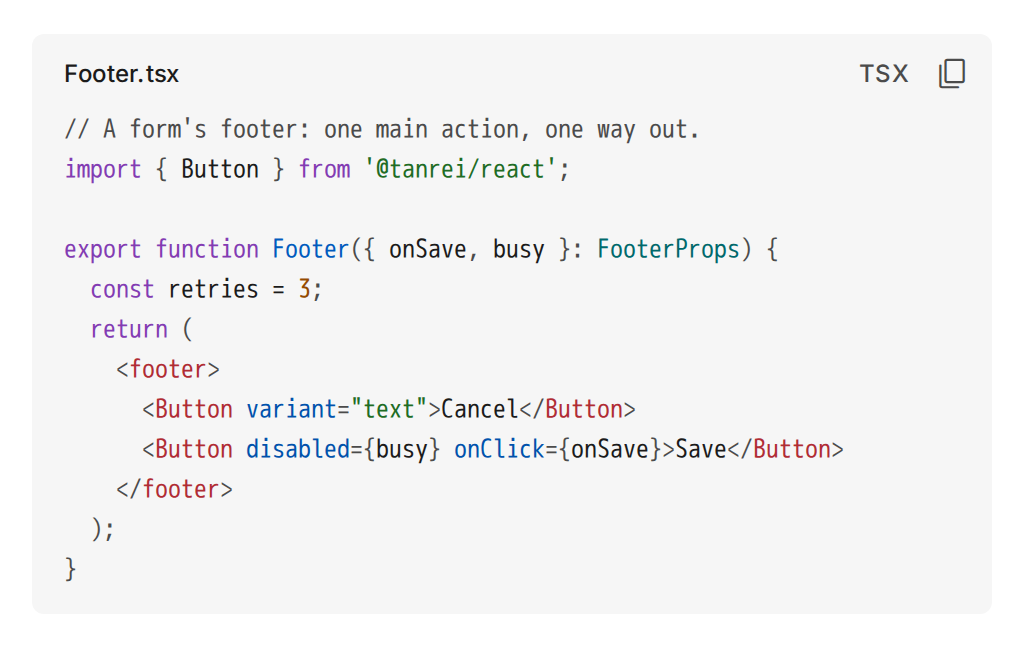 Footer.tsx
TSX
// A form's footer: one main action, one way out.
import { Button } from '@tanrei/react';

export function Footer({ onSave, busy }: FooterProps) {
  const retries = 3;
  return (
    <footer>
      <Button variant="text">Cancel</Button>
      <Button disabled={busy} onClick={onSave}>Save</Button>
    </footer>
  );
}